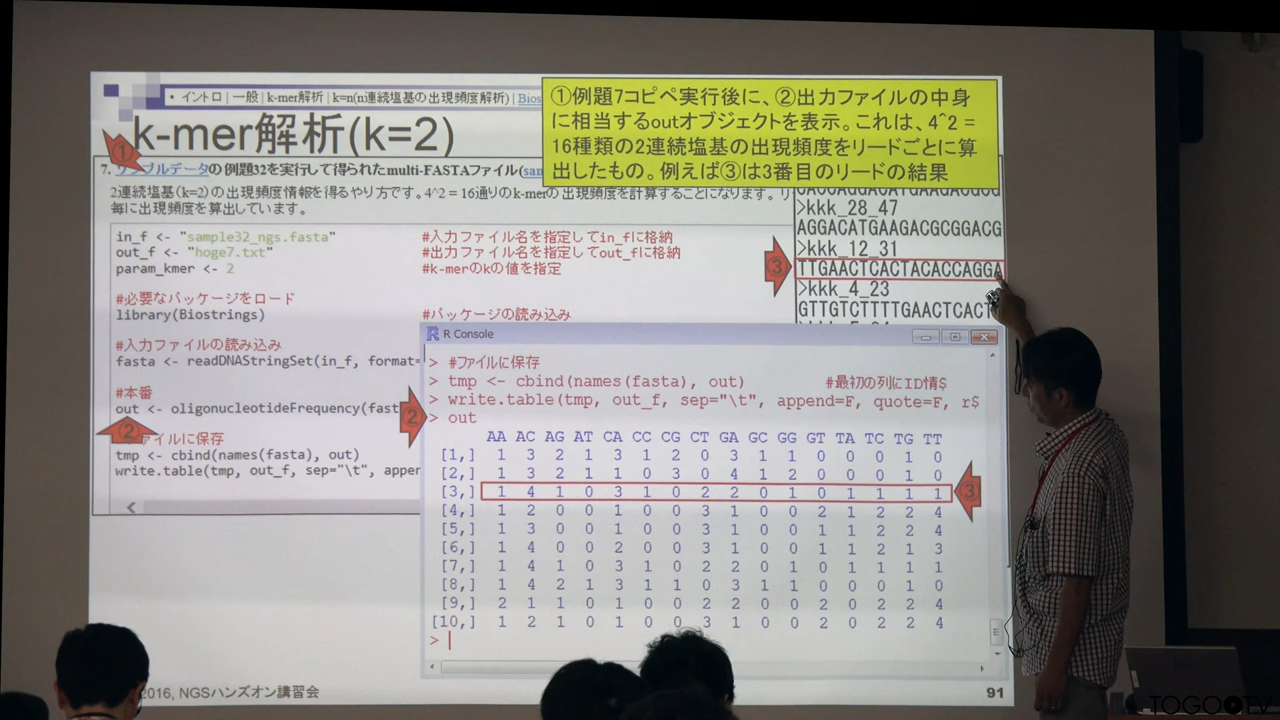 • イントロ | 一般 | k-mer解析 | k=n(n連続塩基の出現頻度解析) | Bios
k-mer解析(k=2)
①例題7コピペ実行後に、②出力ファイルの中身
に相当するoutオブジェクトを表示。これは、4^2 =
16種類の2連続塩基の出現頻度をリードごとに算
出したもの。例えば③は3番目のリードの結果
①
7. サンプルデータの例題32を実行して得られたmulti-FASTAファイル(sam
2連続塩基(k=2)の出現頻度情報を得るやり方です。4^2 = 16通りのk-merの出現頻度を計算することになります。リ
毎に出現頻度を算出しています。
in_f <- "sample32_ngs.fasta" #入力ファイル名を指定してin_fに格納
out_f <- "hoge7.txt" #出力ファイル名を指定してout_fに格納
param_kmer <- 2 #k-merのkの値を指定
#必要なパッケージをロード
library(Biostrings) #パッケージの読み込み
#入力ファイルの読み込み
fasta <- readDNAStringSet(in_f, format=
#本番
out <- oligonucleotideFrequency(fast
②
ファイルに保存
tmp <- cbind(names(fasta), out)
write.table(tmp, out_f, sep="\t", appen
>kkk_28_47
AGGACATGAAGACGCGGACG
>kkk_12_31
③
TTGAACTCACTACACCAGGA
>kkk_4_23
GTTGTCTTTTGAACTCACT
R Console
> #ファイルに保存
> tmp <- cbind(names(fasta), out) #最初の列にID情$
> write.table(tmp, out_f, sep="\t", append=F, quote=F, r$
②
> out
AA AC AG AT CA CC CG CT GA GC GG GT TA TC TG TT
[1,] 1 3 2 1 3 1 2 0 3 1 1 0 0 0 1 0
[2,] 1 3 2 1 1 0 3 0 4 1 2 0 0 0 1 0
[3,] 1 4 1 0 3 1 0 2 2 0 1 0 1 1 1 1
③
[4,] 1 2 0 0 1 0 0 3 1 0 0 2 1 2 2 4
[5,] 1 3 0 0 1 0 0 3 1 0 0 1 1 2 2 4
[6,] 1 4 0 0 2 0 0 3 1 0 0 1 1 2 1 3
[7,] 1 4 1 0 3 1 0 2 2 0 1 0 1 1 1 1
[8,] 1 4 2 1 3 1 1 0 3 1 1 0 0 0 1 0
[9,] 2 1 1 0 1 0 0 2 2 0 0 2 0 2 2 4
[10,] 1 2 1 0 1 0 0 3 1 0 0 2 0 2 2 4
>
2016, NGSハンズオン講習会
91
TOGOTV